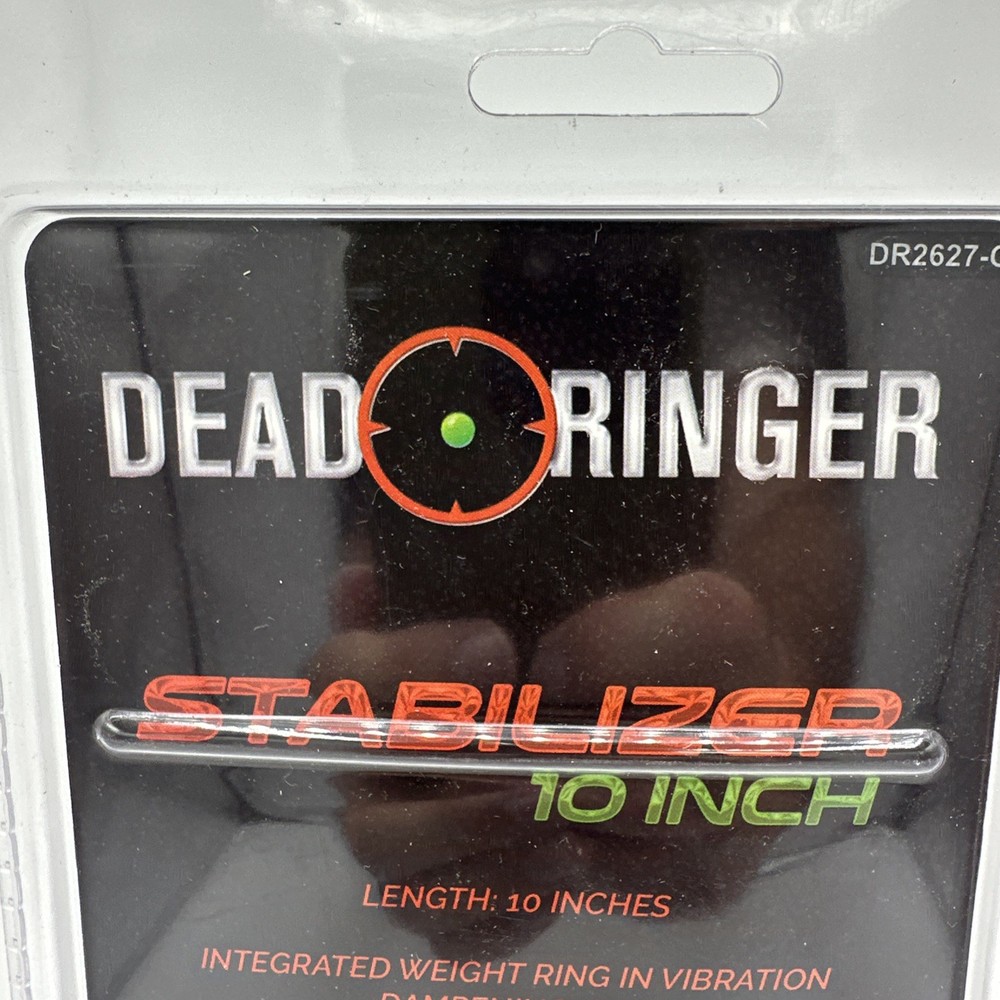 DR2627-
DEAD RINGER
STABILIZER
10 INCH
LENGTH: 10 INCHES
INTEGRATED WEIGHT RING IN VIBRATION